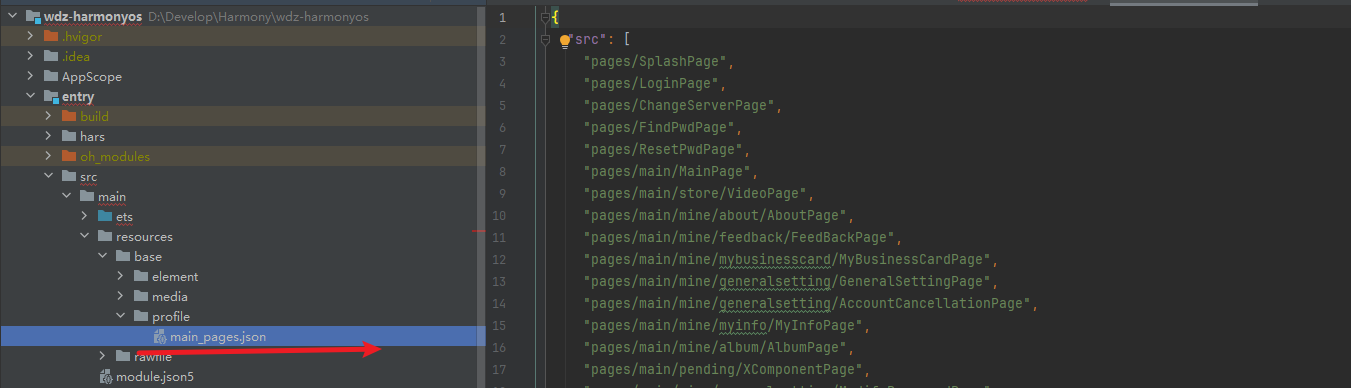 wdz-harmonyos D:\Develop\Harmony\wdz-harmonyos
.hvigor
.idea
AppScope
entry
build
hars
oh_modules
src
main
ets
resources
base
element
media
profile
main_pages.json
rawfile
module.json5
1 {
2 "src": [
3 "pages/SplashPage",
4 "pages/LoginPage",
5 "pages/ChangeServerPage",
6 "pages/FindPwdPage",
7 "pages/ResetPwdPage",
8 "pages/main/MainPage",
9 "pages/main/store/VideoPage",
10 "pages/main/mine/about/AboutPage",
11 "pages/main/mine/feedback/FeedBackPage",
12 "pages/main/mine/mybusinesscard/MyBusinessCardPage",
13 "pages/main/mine/generalsetting/GeneralSettingPage",
14 "pages/main/mine/generalsetting/AccountCancellationPage",
15 "pages/main/mine/myinfo/MyInfoPage",
16 "pages/main/mine/album/AlbumPage",
17 "pages/main/pending/XComponentPage",